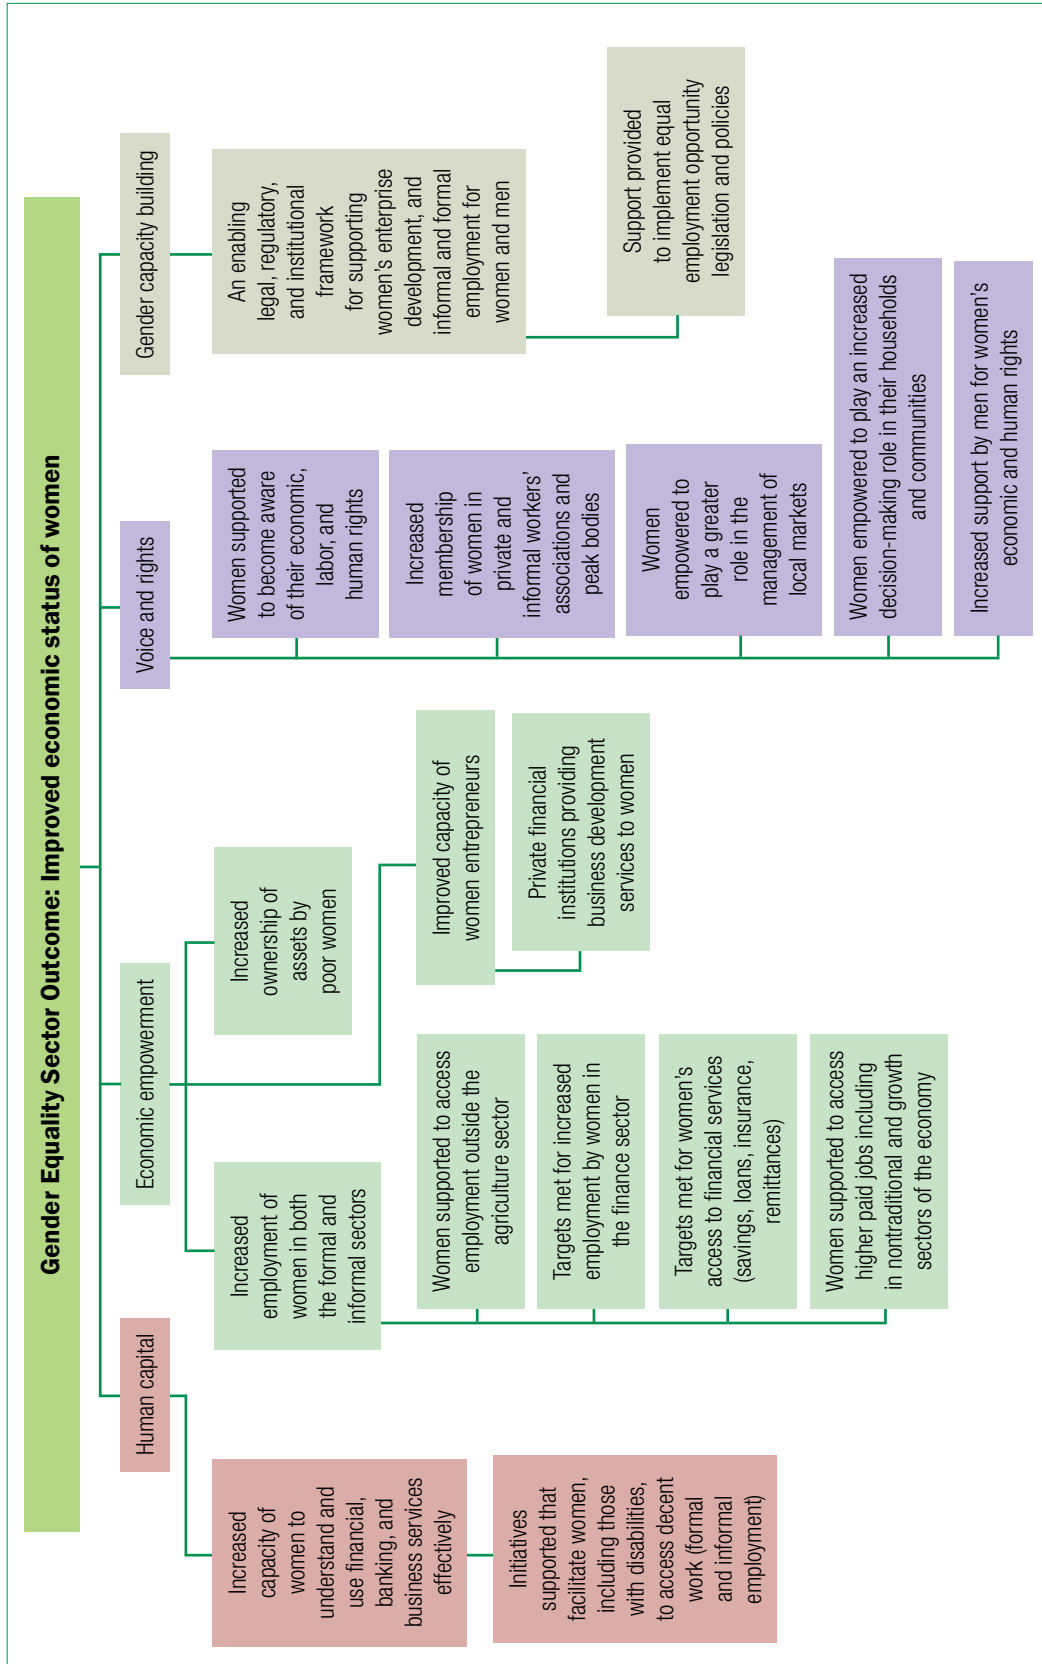 Gender Equality Sector Outcome: Improved economic status of women
Human capital
Increased
capacity of
women to
understand and
use financial,
banking, and
business services
effectively
Initiatives
supported that
facilitate women,
including those
with disabilities,
to access decent
work (formal
and informal
employment)
Economic empowerment
Increased
employment of
women in both
the formal and
informal sectors
Women supported to access
employment outside the
agriculture sector
Targets met for increased
employment by women in
the finance sector
Targets met for women’s
access to financial services
(savings, loans, insurance,
remittances)
Women supported to access
higher paid jobs including
in nontraditional and growth
sectors of the economy
Increased
ownership of
assets by
poor women
Improved capacity of
women entrepreneurs
Private financial
institutions providing
business development
services to women
Voice and rights
Women supported
to become aware
of their economic,
labor, and
human rights
Increased
membership
of women in
private and
informal workers’
associations and
peak bodies
Women
empowered to
play a greater
role in the
management of
local markets
Women empowered to play an increased
decision-making role in their households
and communities
Increased support by men for women’s
economic and human rights
Gender capacity building
An enabling
legal, regulatory,
and institutional
framework
for supporting
women’s enterprise
development, and
informal and formal
employment for
women and men
Support provided
to implement equal
employment opportunity
legislation and policies